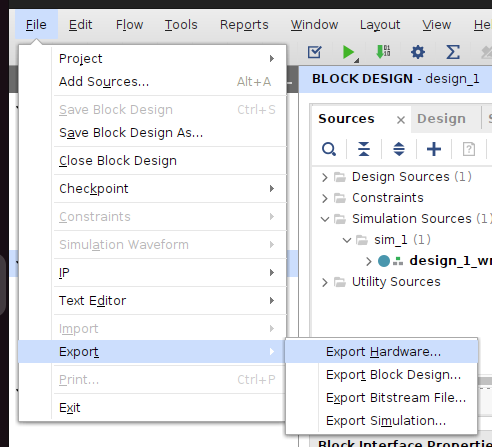 File Edit Flow Tools Reports Window Layout View Help
Project
Add Sources... Alt+A
Save Block Design Ctrl+S
Save Block Design As...
Close Block Design
Checkpoint
Constraints
Simulation Waveform
IP
Text Editor
Import
Export
Print... Ctrl+P
Exit
Export Hardware...
Export Block Design...
Export Bitstream File...
Export Simulation...
BLOCK DESIGN - design_1
Sources × Design
Design Sources (1)
Constraints
Simulation Sources (1)
sim_1 (1)
design_1_wr
Utility Sources
Block Interface Propertie